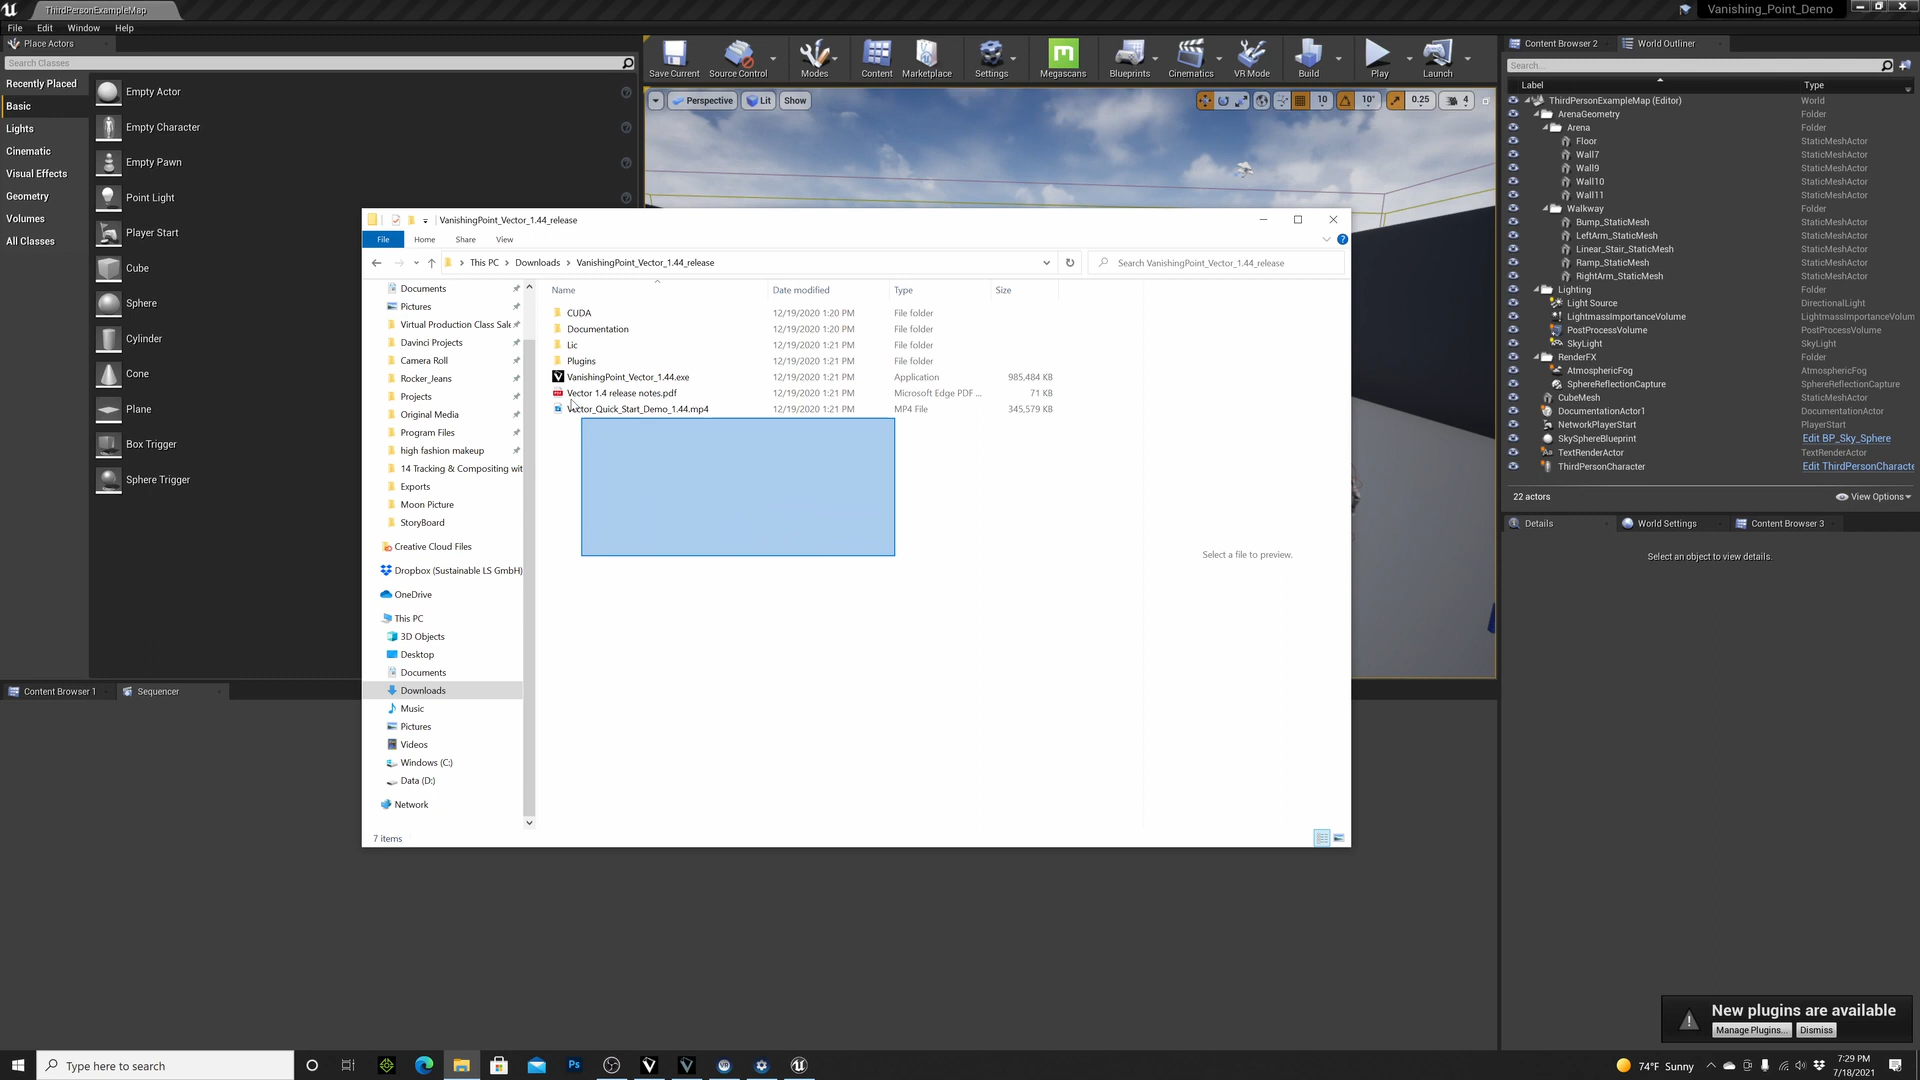 ThirdPersonExampleMap
Vanishing_Point_Demo
File Edit Window Help
Place Actors
Search Classes
Recently Placed
Basic
Lights
Cinematic
Visual Effects
Geometry
Volumes
All Classes
Empty Actor
Empty Character
Empty Pawn
Point Light
Player Start
Cube
Sphere
Cylinder
Cone
Plane
Box Trigger
Sphere Trigger
Save Current Source Control Modes Content Marketplace Settings Megascans Blueprints Cinematics VR Mode Build Play Launch
Perspective Lit Show 10 10° 0.25 4
Content Browser 2 World Outliner
Search...
Label Type
ThirdPersonExampleMap (Editor) World
ArenaGeometry Folder
Arena Folder
Floor StaticMeshActor
Wall7 StaticMeshActor
Wall9 StaticMeshActor
Wall10 StaticMeshActor
Wall11 StaticMeshActor
Walkway Folder
Bump_StaticMesh StaticMeshActor
LeftArm_StaticMesh StaticMeshActor
Linear_Stair_StaticMesh StaticMeshActor
Ramp_StaticMesh StaticMeshActor
RightArm_StaticMesh StaticMeshActor
Lighting Folder
Light Source DirectionalLight
LightmassImportanceVolume LightmassImportanceVolum
PostProcessVolume PostProcessVolume
SkyLight SkyLight
RenderFX Folder
AtmosphericFog AtmosphericFog
SphereReflectionCapture SphereReflectionCapture
CubeMesh StaticMeshActor
DocumentationActor1 DocumentationActor
NetworkPlayerStart PlayerStart
SkySphereBlueprint Edit BP_Sky_Sphere
TextRenderActor TextRenderActor
ThirdPersonCharacter Edit ThirdPersonCharacte
22 actors View Options
Details World Settings Content Browser 3
Select an object to view details.
VanishingPoint_Vector_1.44_release
File Home Share View
This PC > Downloads > VanishingPoint_Vector_1.44_release
Search VanishingPoint_Vector_1.44_release
Documents
Pictures
Virtual Production Class Sale
Davinci Projects
Camera Roll
Rocker_Jeans
Projects
Original Media
Program Files
high fashion makeup
14 Tracking & Compositing wit
Exports
Moon Picture
StoryBoard
Creative Cloud Files
Dropbox (Sustainable LS GmbH)
OneDrive
This PC
3D Objects
Desktop
Documents
Downloads
Music
Pictures
Videos
Windows (C:)
Data (D:)
Network
Name Date modified Type Size
CUDA 12/19/2020 1:20 PM File folder
Documentation 12/19/2020 1:20 PM File folder
Lic 12/19/2020 1:21 PM File folder
Plugins 12/19/2020 1:21 PM File folder
VanishingPoint_Vector_1.44.exe 12/19/2020 1:21 PM Application 985,484 KB
Vector 1.4 release notes.pdf 12/19/2020 1:21 PM Microsoft Edge PDF ... 71 KB
Vector_Quick_Start_Demo_1.44.mp4 12/19/2020 1:21 PM MP4 File 345,579 KB
Select a file to preview.
7 items
Content Browser 1 Sequencer
New plugins are available
Manage Plugins... Dismiss
Type here to search
Ps
74°F Sunny
7:29 PM
7/18/2021